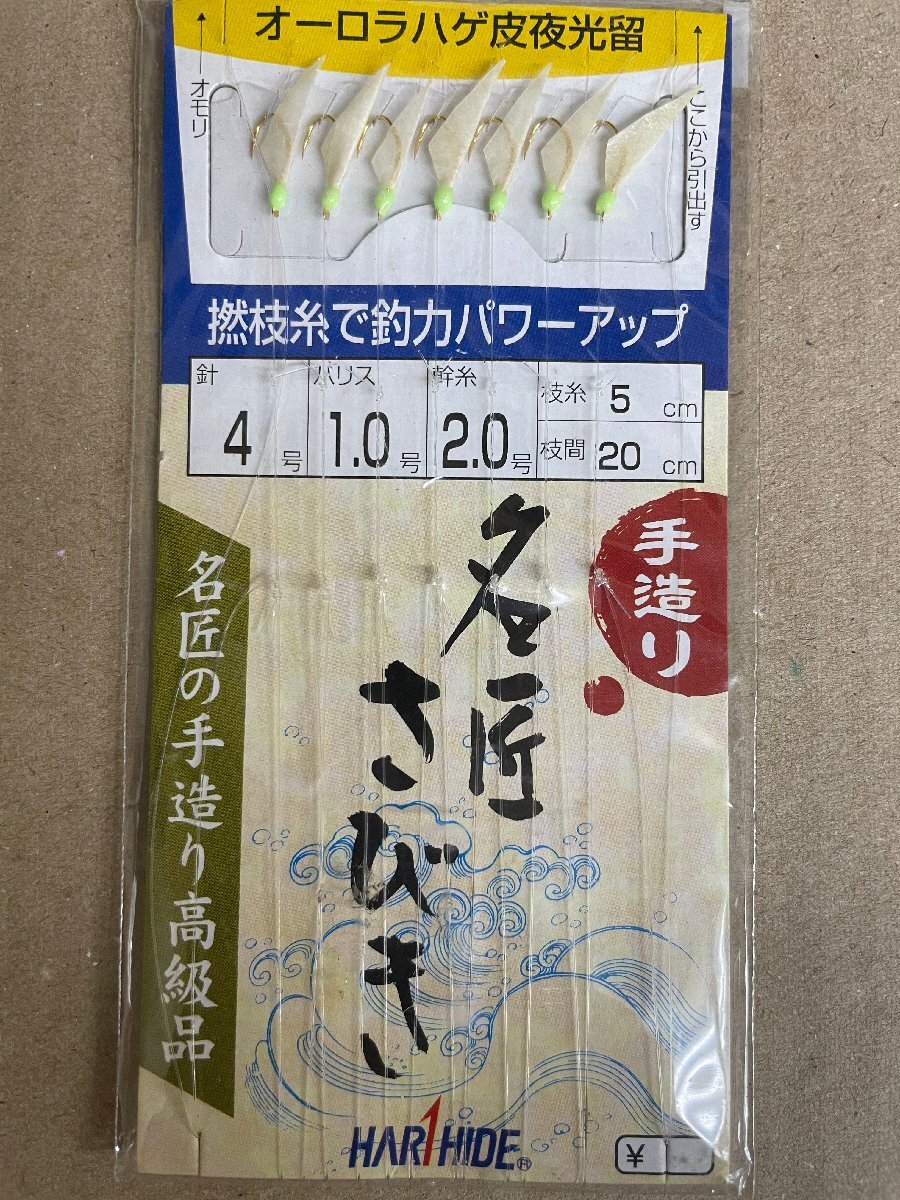 オーロラハゲ皮夜光留
オモリ
ここから引出す
撚枝糸で釣力パワーアップ
針 4 号
ハリス 1.0 号
幹糸 2.0 号
枝糸 5 cm
枝間 20 cm
手造り
名匠
さびき
名匠の手造り高級品
HARIHIDE®
¥